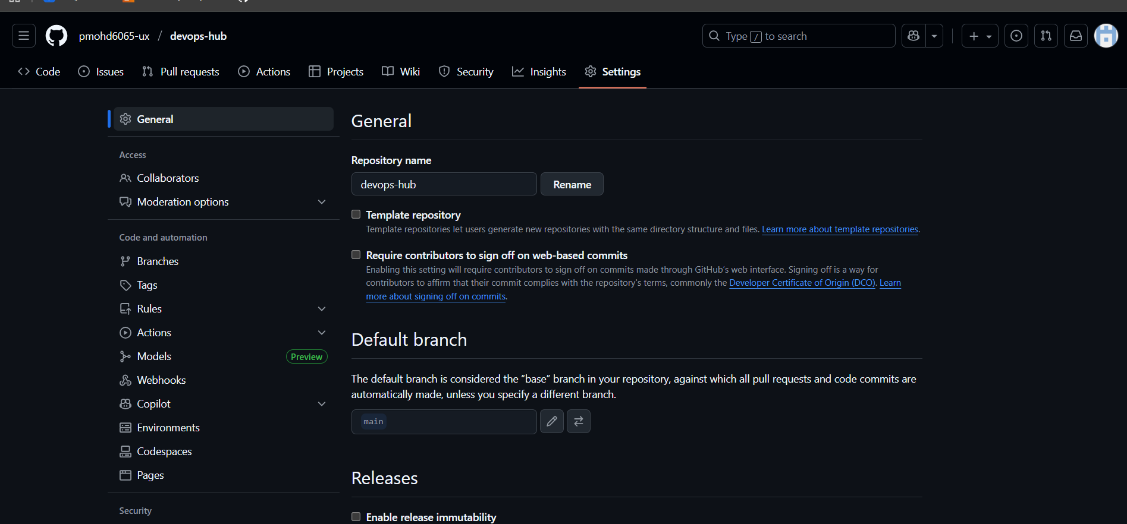 pmohd6065-ux / devops-hub
Type / to search
Code Issues Pull requests Actions Projects Wiki Security Insights Settings
General
Access
Collaborators
Moderation options
Code and automation
Branches
Tags
Rules
Actions
Models Preview
Webhooks
Copilot
Environments
Codespaces
Pages
Security
General
Repository name
devops-hub Rename
Template repository
Template repositories let users generate new repositories with the same directory structure and files. Learn more about template repositories.
Require contributors to sign off on web-based commits
Enabling this setting will require contributors to sign off on commits made through GitHub's web interface. Signing off is a way for
contributors to affirm that their commit complies with the repository's terms, commonly the Developer Certificate of Origin (DCO). Learn
more about signing off on commits.
Default branch
The default branch is considered the "base" branch in your repository, against which all pull requests and code commits are
automatically made, unless you specify a different branch.
main
Releases
Enable release immutability